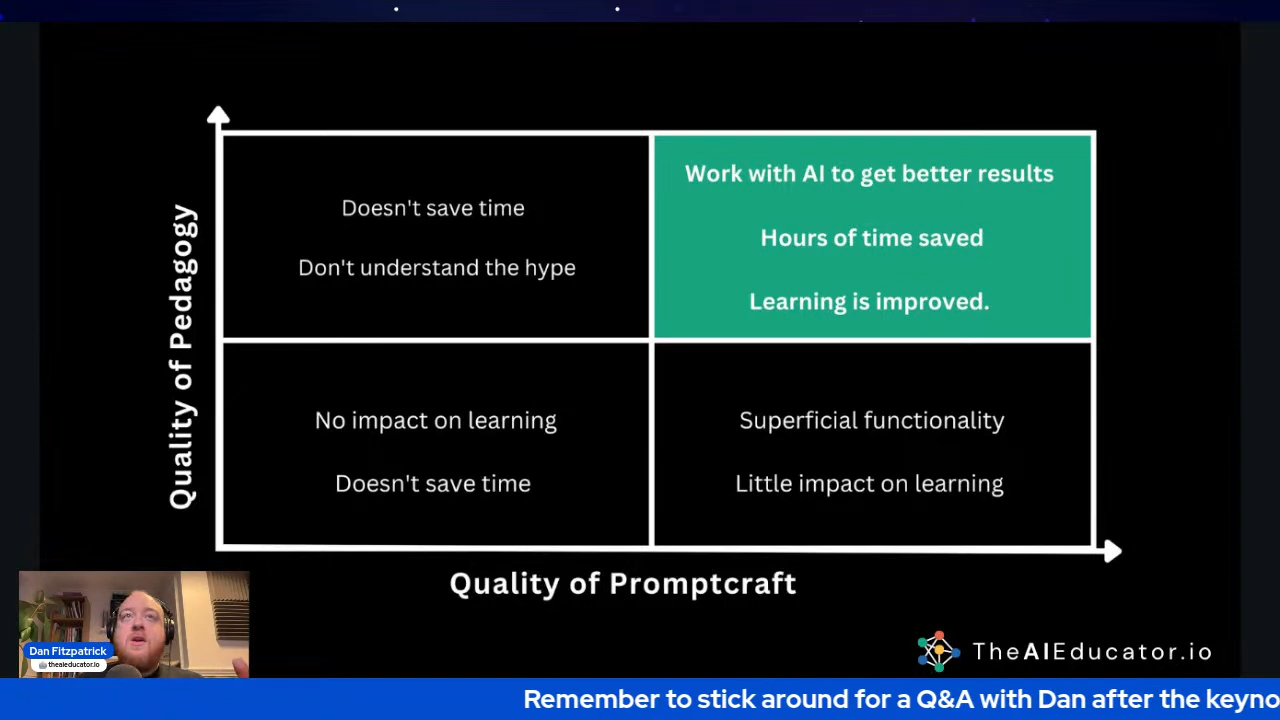 Quality of Pedagogy
Doesn't save time
Don't understand the hype
Work with AI to get better results
Hours of time saved
Learning is improved.
No impact on learning
Doesn't save time
Superficial functionality
Little impact on learning
Quality of Promptcraft
Dan Fitzpatrick
theaieducator.io
TheAIEducator.io
Remember to stick around for a Q&A with Dan after the keyno